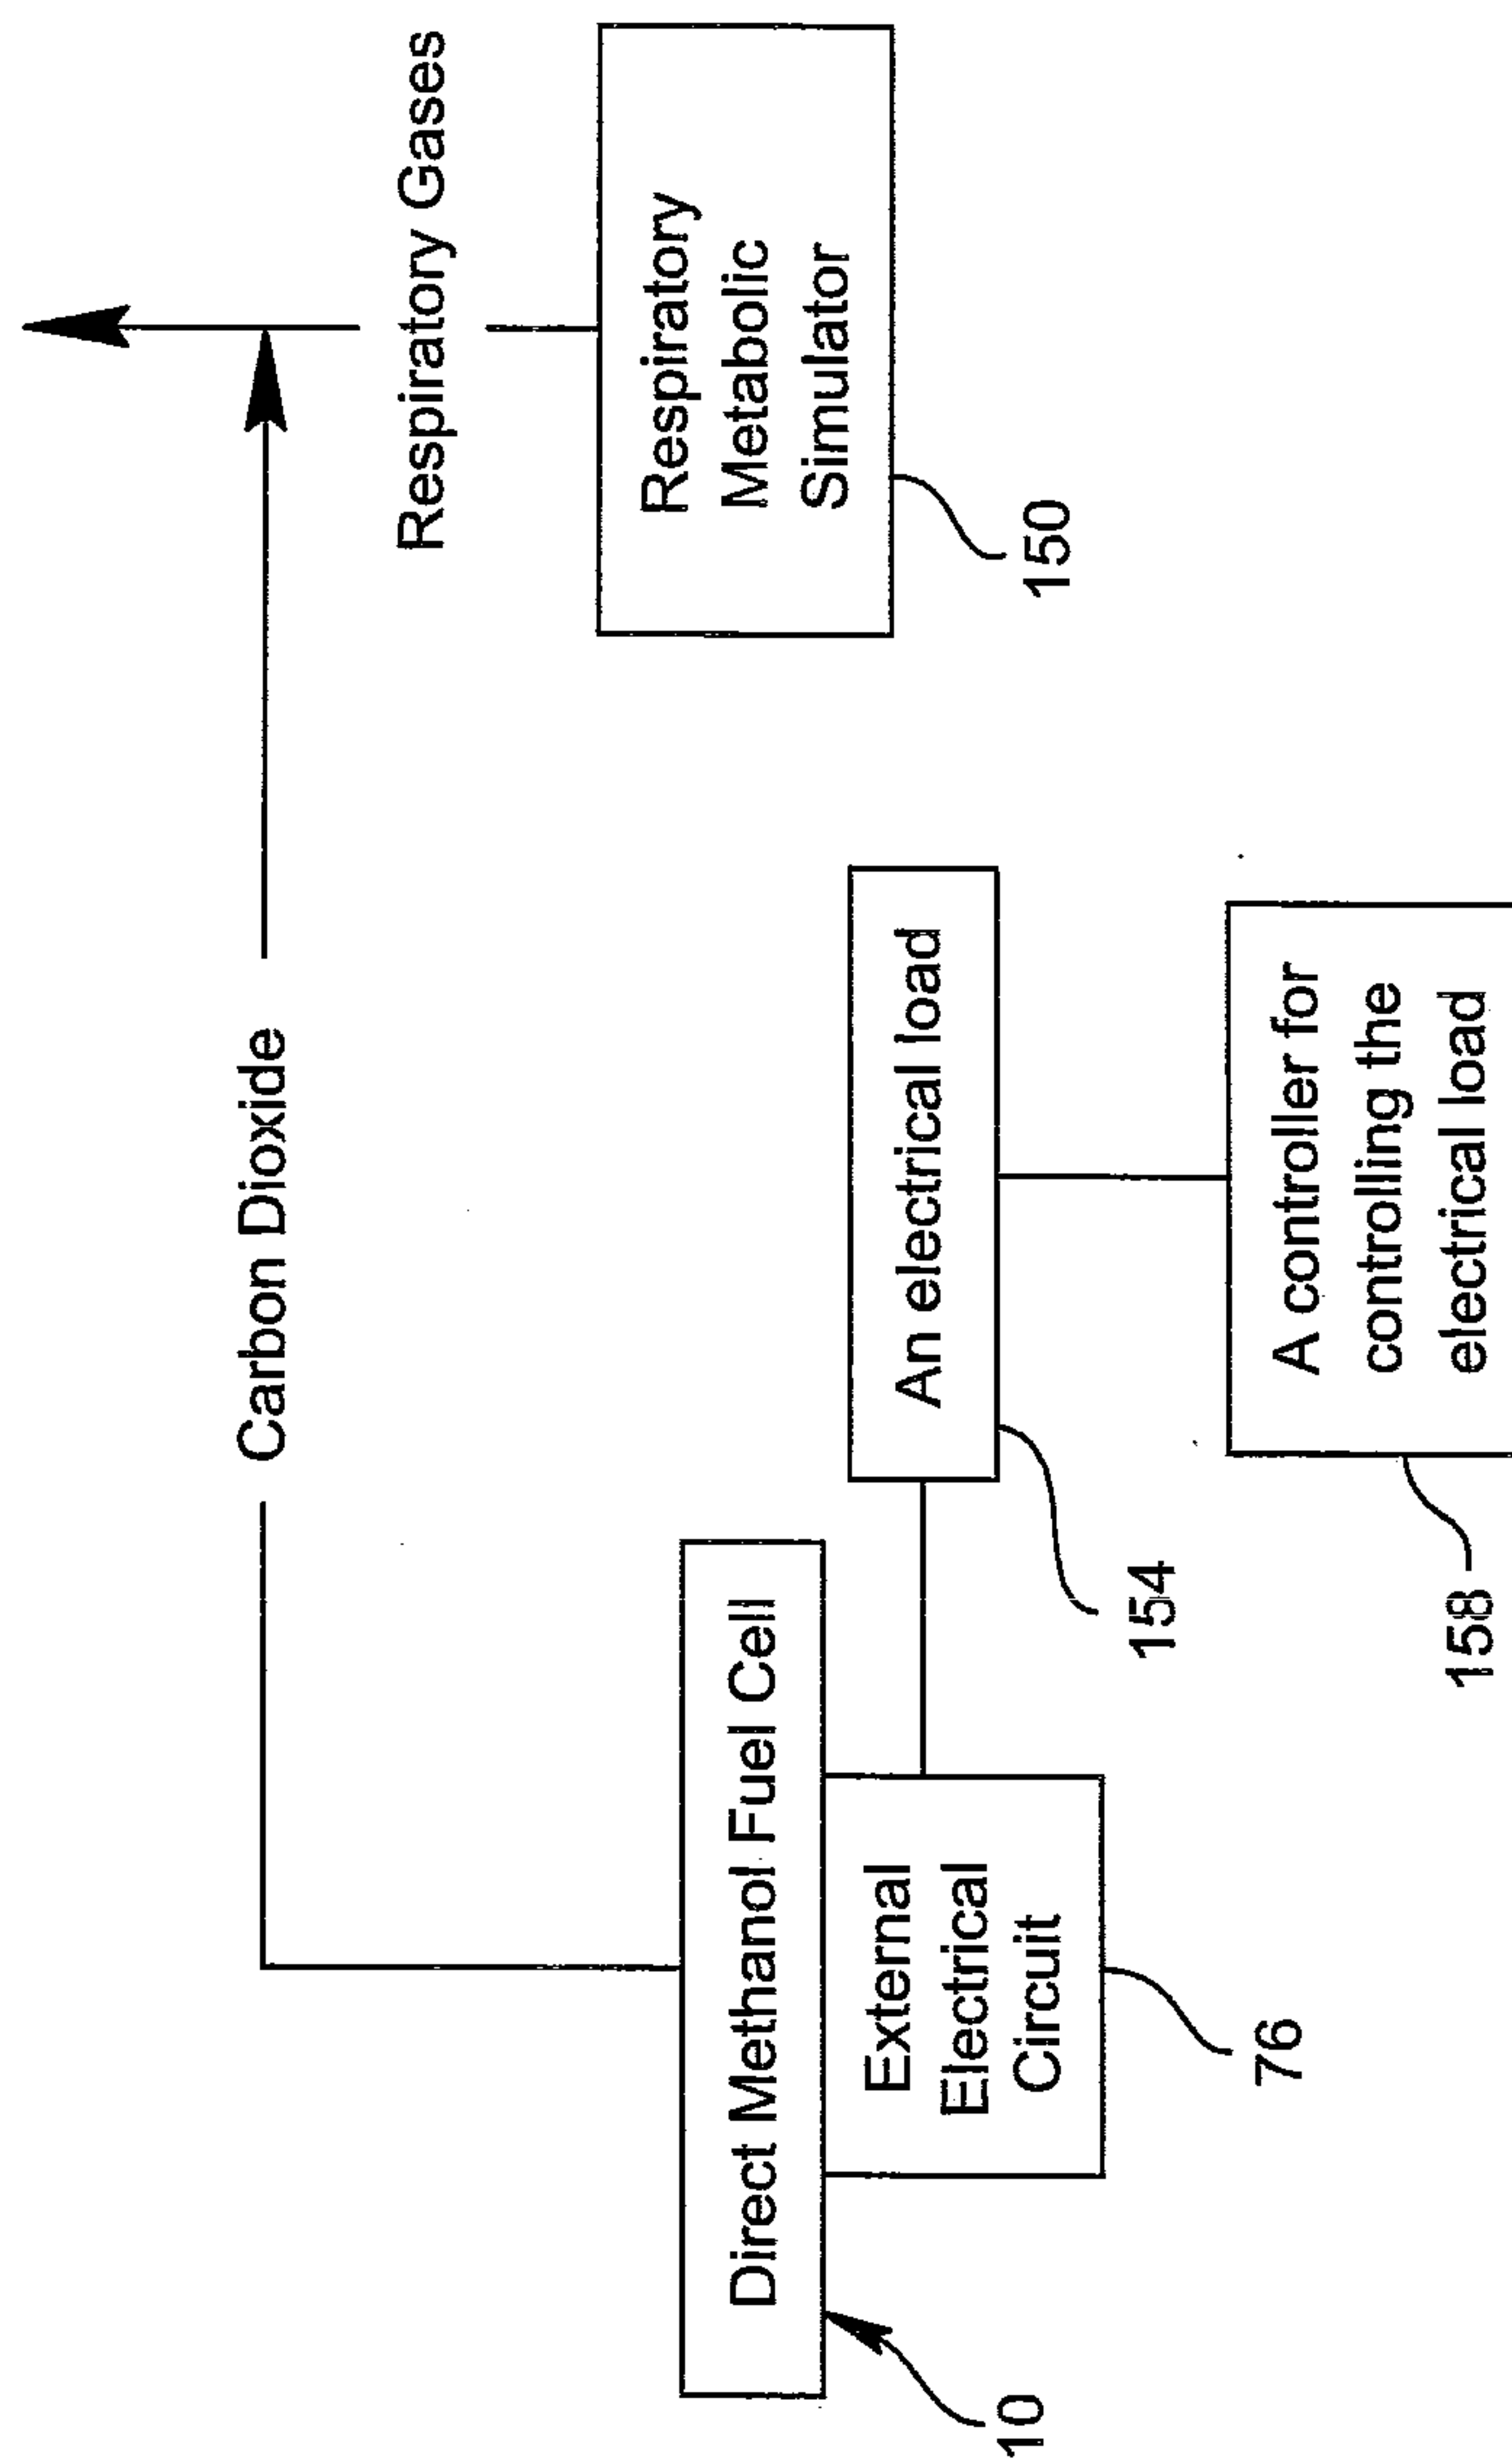 Carbon Dioxide
Respiratory Gases
Direct Methanol Fuel Cell
10
External
Electrical
Circuit
76
An electrical load
154
A controller for
controlling the
electrical load
158
Respiratory
Metabolic
Simulator
150